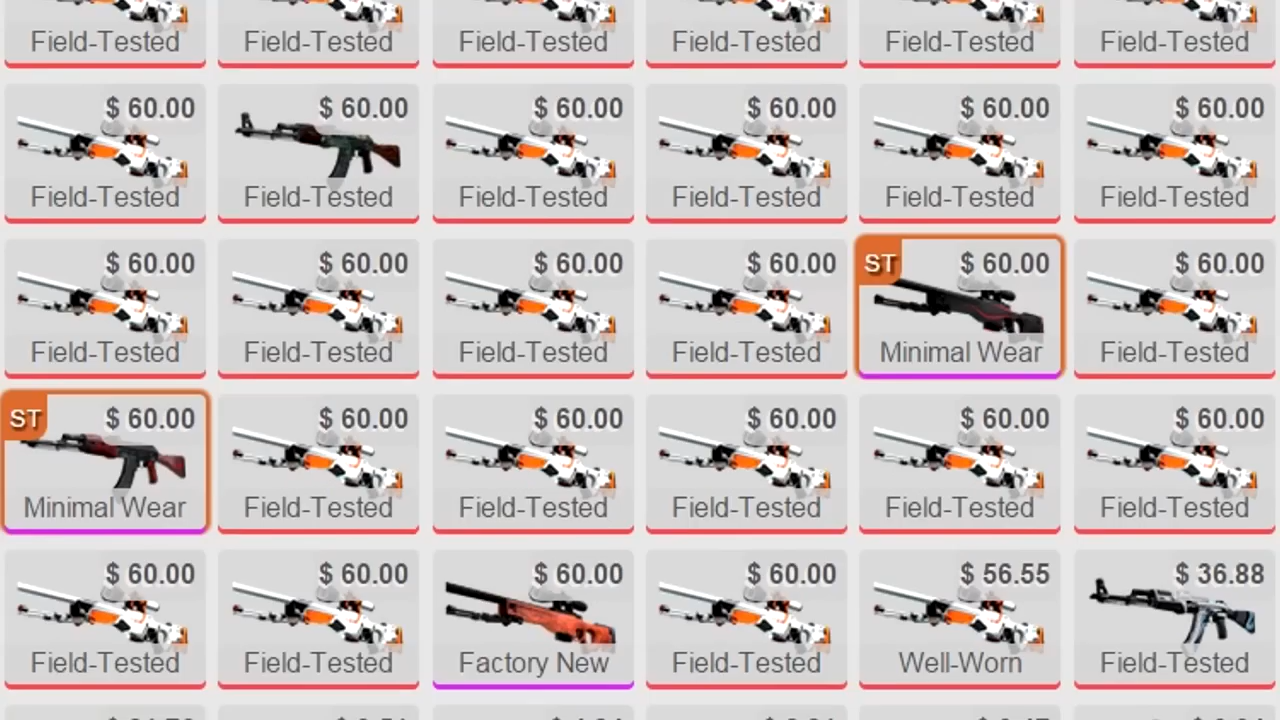 Field-Tested Field-Tested Field-Tested Field-Tested Field-Tested Field-Tested
$ 60.00 $ 60.00 $ 60.00 $ 60.00 $ 60.00 $ 60.00
Field-Tested Field-Tested Field-Tested Field-Tested Field-Tested Field-Tested
$ 60.00 $ 60.00 $ 60.00 $ 60.00 ST $ 60.00 $ 60.00
Field-Tested Field-Tested Field-Tested Field-Tested Minimal Wear Field-Tested
ST $ 60.00 $ 60.00 $ 60.00 $ 60.00 $ 60.00 $ 60.00
Minimal Wear Field-Tested Field-Tested Field-Tested Field-Tested Field-Tested
$ 60.00 $ 60.00 $ 60.00 $ 60.00 $ 56.55 $ 36.88
Field-Tested Field-Tested Factory New Field-Tested Well-Worn Field-Tested